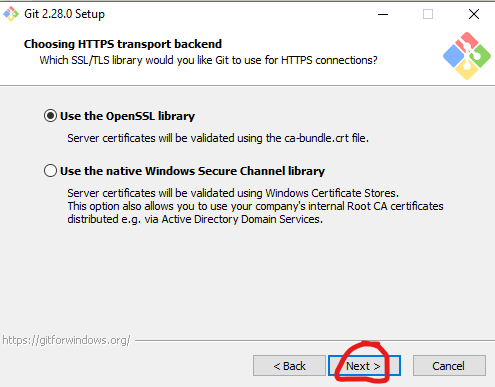 Git 2.28.0 Setup
Choosing HTTPS transport backend
Which SSL/TLS library would you like Git to use for HTTPS connections?
Use the OpenSSL library
Server certificates will be validated using the ca-bundle.crt file.
Use the native Windows Secure Channel library
Server certificates will be validated using Windows Certificate Stores.
This option also allows you to use your company's internal Root CA certificates
distributed e.g. via Active Directory Domain Services.
https://gitforwindows.org/
< Back
Next >
Cancel